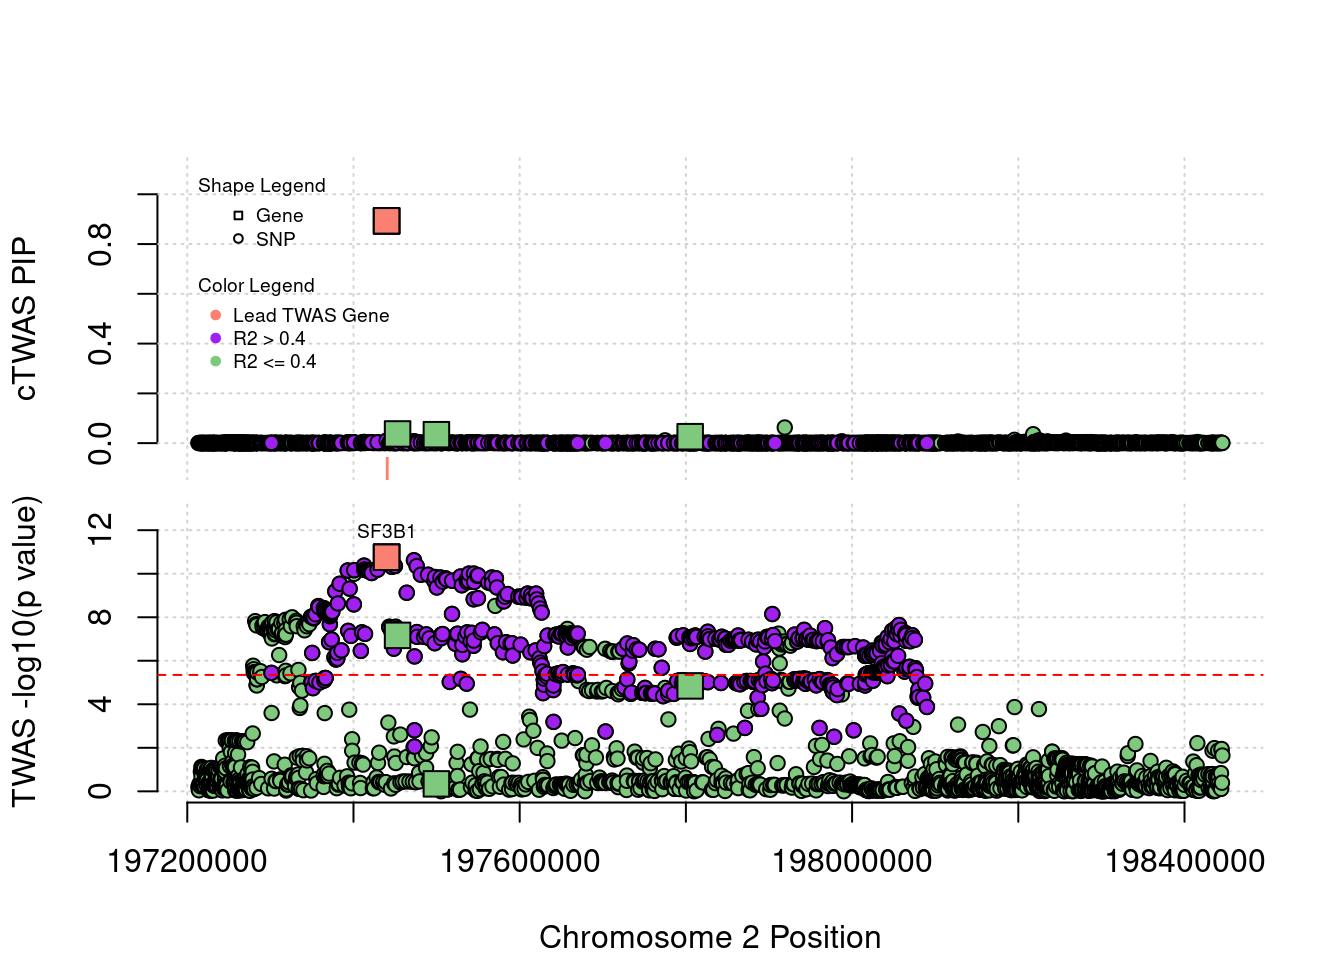 Shape Legend
Gene
SNP
Color Legend
Lead TWAS Gene
R2 > 0.4
R2 <= 0.4
cTWAS PIP
0.8
0.4
0.0
SF3B1
TWAS -log10(p value)
12
8
4
0
197200000 197600000 198000000 198400000
Chromosome 2 Position